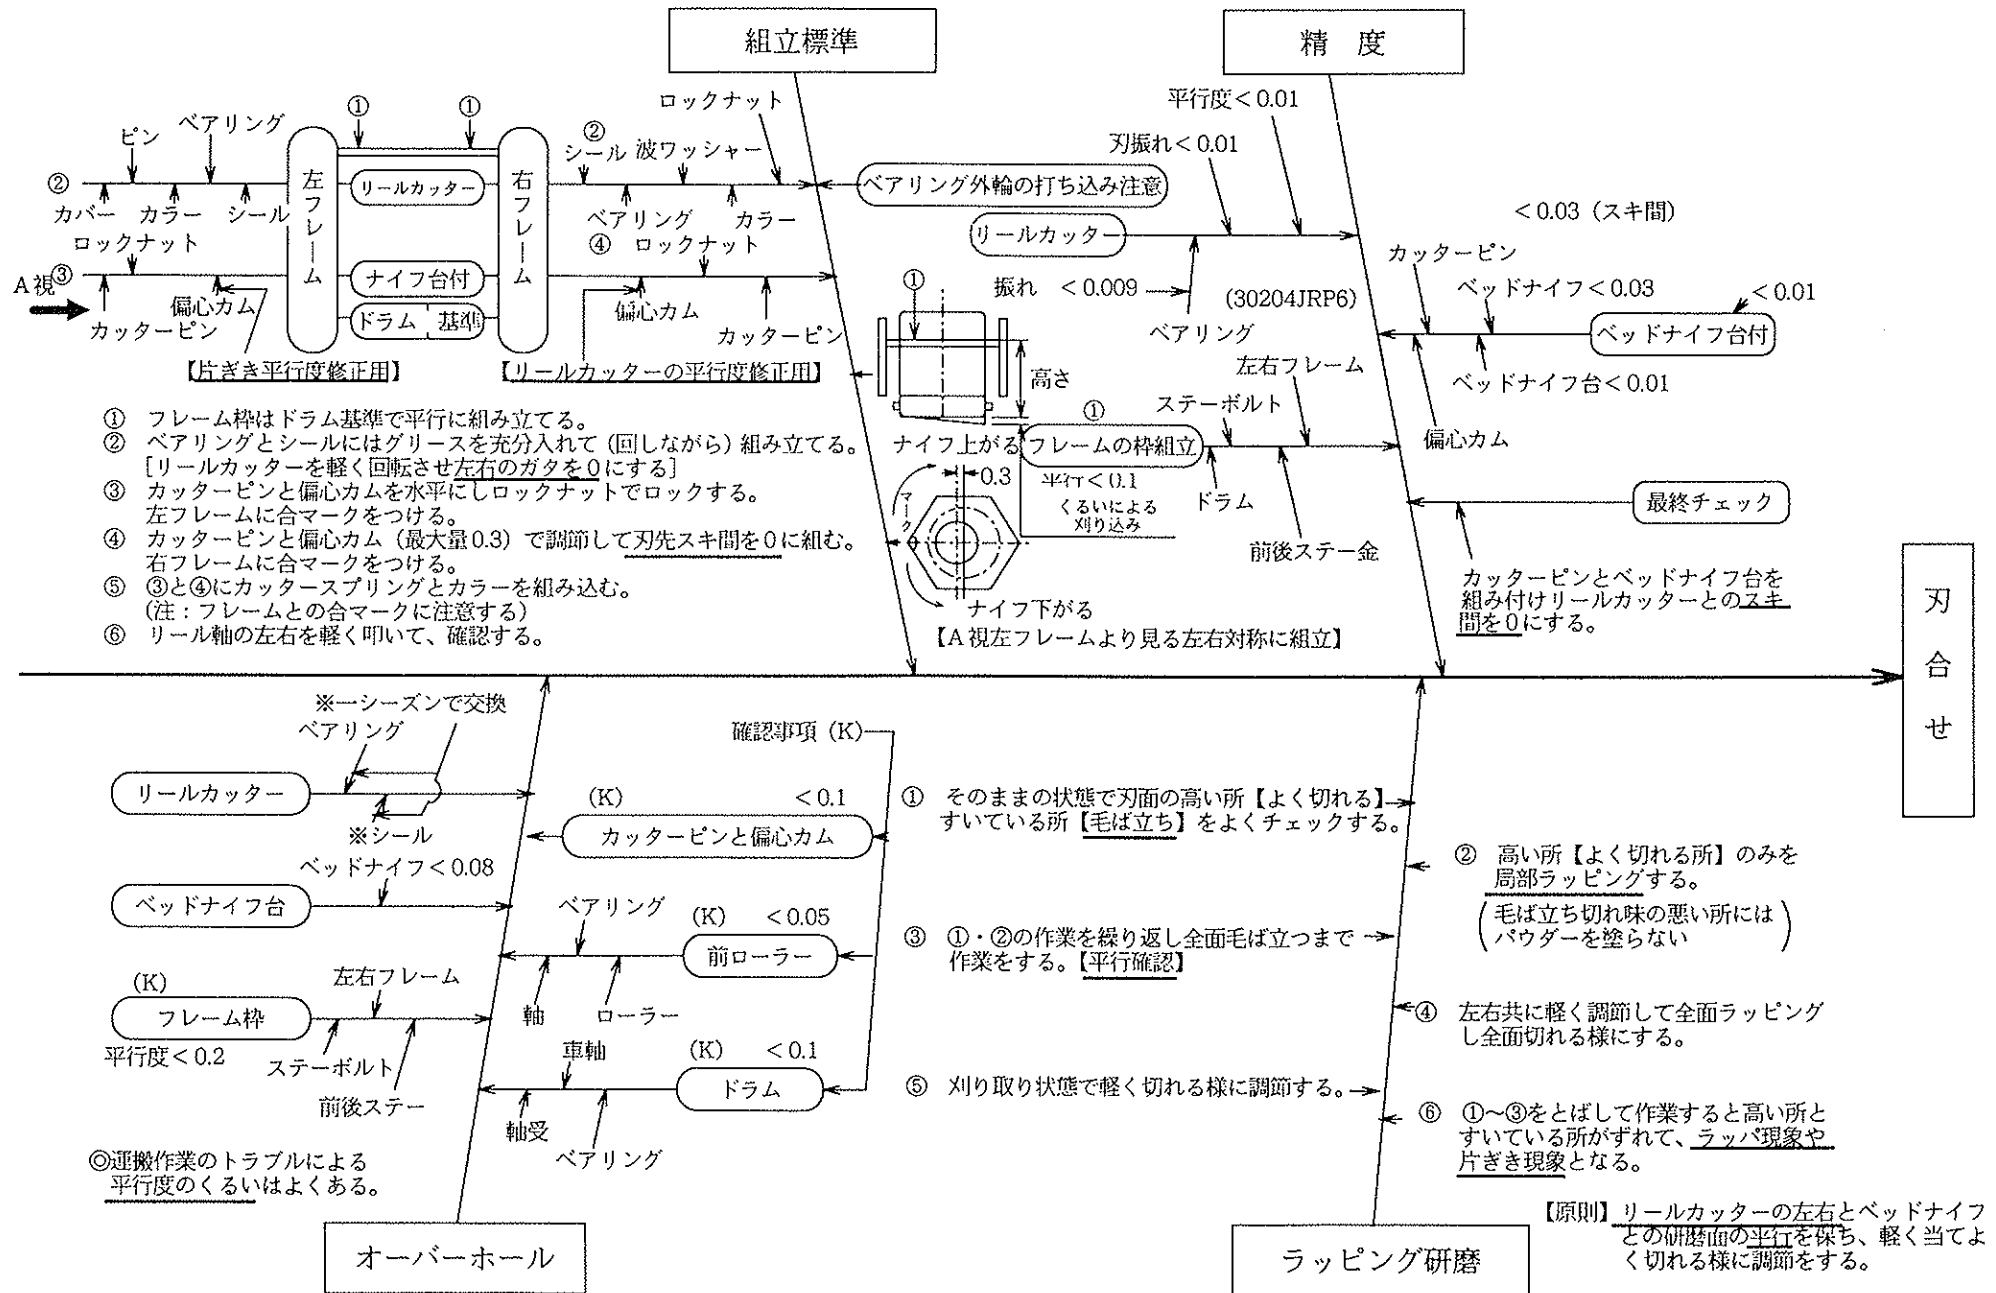 組立標準
精 度
①
①
ロックナット
ピン
ベアリング
②
シール 波ワッシャー
②
左フレーム
リールカッター
右フレーム
カバー カラー シール
ベアリング カラー
ベアリング外輪の打ち込み注意
ロックナット
④ ロックナット
A視
③
ナイフ台付
偏心カム
カッターピン
ドラム 基準
偏心カム
カッターピン
【片ぎき平行度修正用】
【リールカッターの平行度修正用】
① フレーム枠はドラム基準で平行に組み立てる。
② ベアリングとシールにはグリースを充分入れて(回しながら)組み立てる。
[リールカッターを軽く回転させ左右のガタを0にする]
③ カッターピンと偏心カムを水平にしロックナットでロックする。
左フレームに合マークをつける。
④ カッターピンと偏心カム(最大量0.3)で調節して刃先スキ間を0に組む。
右フレームに合マークをつける。
⑤ ③と④にカッタースプリングとカラーを組み込む。
(注:フレームとの合マークに注意する)
⑥ リール軸の左右を軽く叩いて、確認する。
①
高さ
ナイフ上がる
0.3
マーク
ナイフ下がる
【A視左フレームより見る左右対称に組立】
平行度<0.01
刃振れ<0.01
リールカッター
振れ <0.009
(30204JRP6)
ベアリング
<0.03(スキ間)
カッターピン
ベッドナイフ<0.03
<0.01
ベッドナイフ台付
ベッドナイフ台<0.01
偏心カム
左右フレーム
ステーボルト
①
フレームの枠組立
平行<0.1
くるいによる
刈り込み
ドラム
前後ステー金
最終チェック
カッターピンとベッドナイフ台を
組み付けリールカッターとのスキ
間を0にする。
刃合せ
※一シーズンで交換
ベアリング
リールカッター
※シール
ベッドナイフ<0.08
ベッドナイフ台
(K)
左右フレーム
フレーム枠
平行度<0.2
ステーボルト
前後ステー
◎運搬作業のトラブルによる
平行度のくるいはよくある。
オーバーホール
確認事項(K)
(K) <0.1
カッターピンと偏心カム
ベアリング
(K) <0.05
前ローラー
軸 ローラー
車軸
(K) <0.1
ドラム
軸受
ベアリング
① そのままの状態で刃面の高い所【よく切れる】
すいている所【毛ば立ち】をよくチェックする。
② 高い所【よく切れる所】のみを
局部ラッピングする。
(毛ば立ち切れ味の悪い所には
パウダーを塗らない)
③ ①・②の作業を繰り返し全面毛ば立つまで
作業をする。【平行確認】
④ 左右共に軽く調節して全面ラッピング
し全面切れる様にする。
⑤ 刈り取り状態で軽く切れる様に調節する。
⑥ ①～③をとばして作業すると高い所と
すいている所がずれて、ラッパ現象や
片ぎき現象となる。
【原則】リールカッターの左右とベッドナイフ
との研磨面の平行を保ち、軽く当てよ
く切れる様に調節をする。
ラッピング研磨